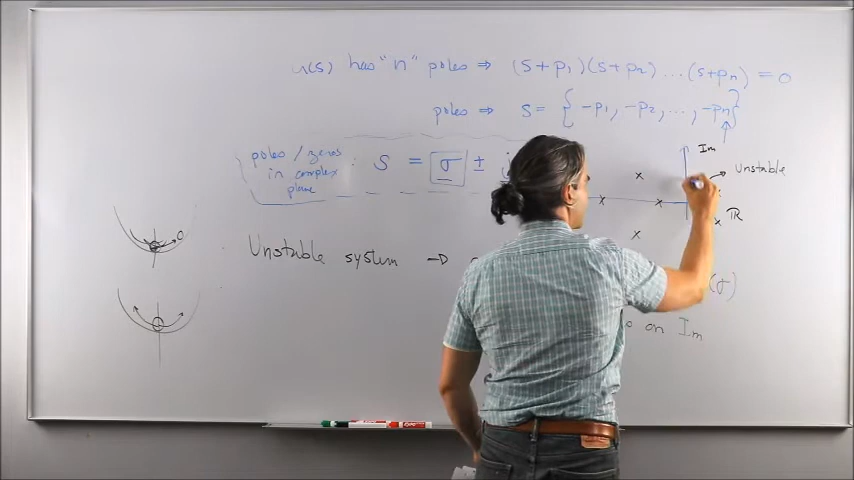 u(s) has "n" poles ⇒ (s+p₁)(s+p₂)...(s+pₙ) = 0
poles ⇒ s = { -p₁, -p₂, ..., -pₙ }
Im
poles / zeros
in complex
plane
: s = σ ±
Unstable
ℝ
Unstable system →
(σ)
on Im